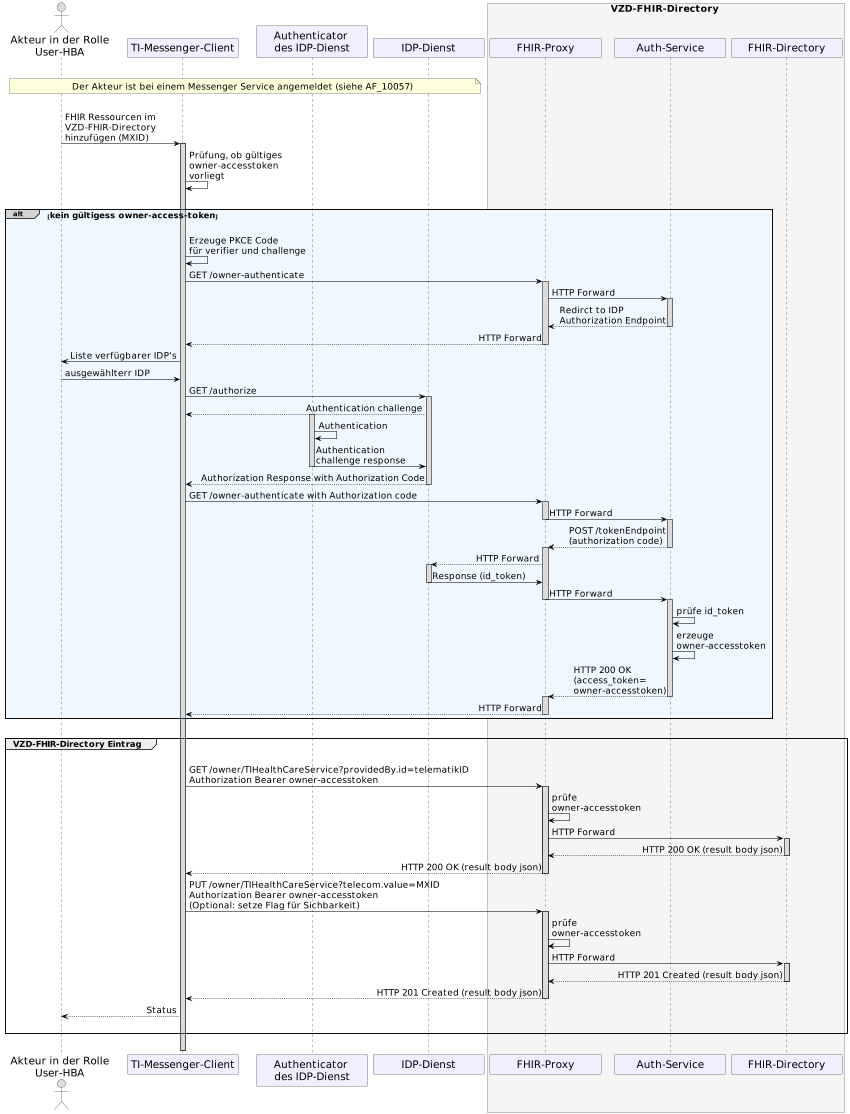 VZD-FHIR-Directory
Akteur in der Rolle
User-HBA
TI-Messenger-Client
Authenticator
des IDP-Dienst
IDP-Dienst
FHIR-Proxy
Auth-Service
FHIR-Directory
Der Akteur ist bei einem Messenger Service angemeldet (siehe AF_10057)
FHIR Ressourcen im
VZD-FHIR-Directory
hinzufügen (MXID)
Prüfung, ob gültiges
owner-accesstoken
vorliegt
alt
[kein gültigess owner-access-token]
Erzeuge PKCE Code
für verifier und challenge
GET /owner-authenticate
HTTP Forward
Redirct to IDP
Authorization Endpoint
HTTP Forward
Liste verfügbarer IDP's
ausgewählterr IDP
GET /authorize
Authentication challenge
Authentication
Authentication
challenge response
Authorization Response with Authorization Code
GET /owner-authenticate with Authorization code
HTTP Forward
POST /tokenEndpoint
(authorization code)
HTTP Forward
Response (id_token)
HTTP Forward
prüfe id_token
erzeuge
owner-accesstoken
HTTP 200 OK
(access_token=
owner-accesstoken)
HTTP Forward
VZD-FHIR-Directory Eintrag
GET /owner/TIHealthCareService?providedBy.id=telematikID
Authorization Bearer owner-accesstoken
prüfe
owner-accesstoken
HTTP Forward
HTTP 200 OK (result body json)
HTTP 200 OK (result body json)
PUT /owner/TIHealthCareService?telecom.value=MXID
Authorization Bearer owner-accesstoken
(Optional: setze Flag für Sichbarkeit)
prüfe
owner-accesstoken
HTTP Forward
HTTP 201 Created (result body json)
HTTP 201 Created (result body json)
Status
Akteur in der Rolle
User-HBA
TI-Messenger-Client
Authenticator
des IDP-Dienst
IDP-Dienst
FHIR-Proxy
Auth-Service
FHIR-Directory